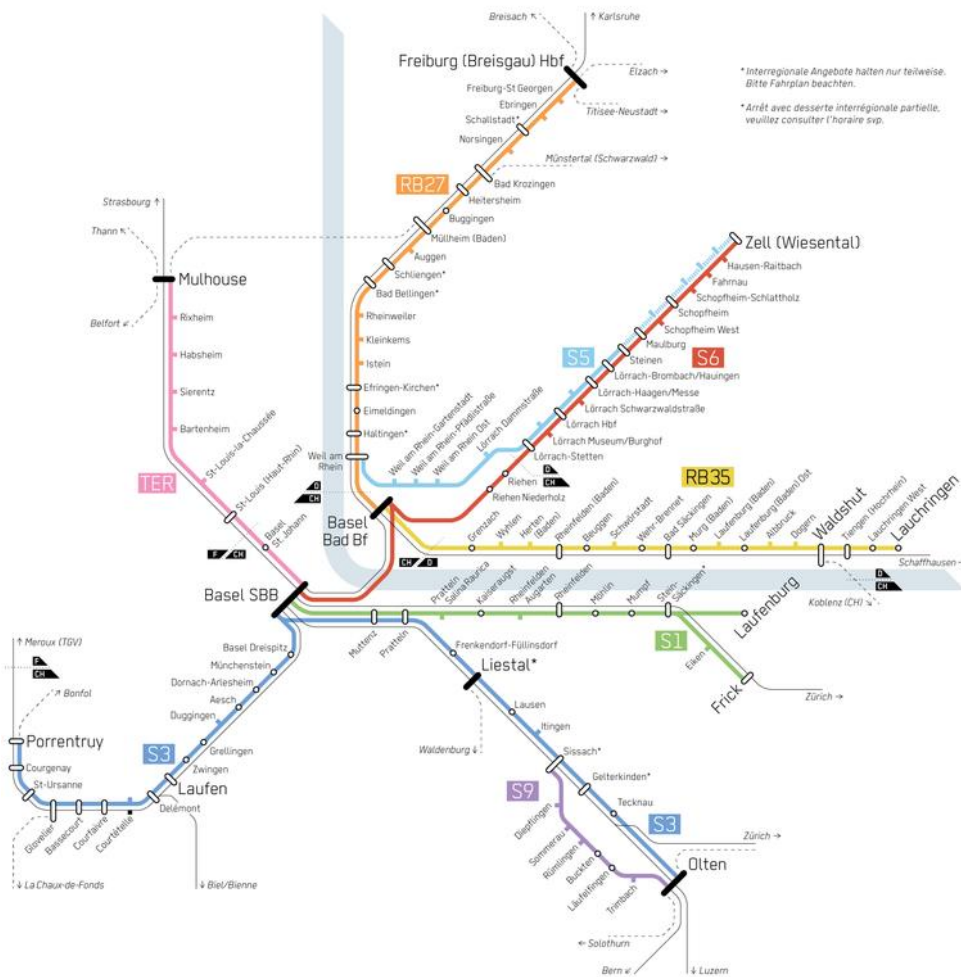 Breisach ↖
↑ Karlsruhe
Freiburg (Breisgau) Hbf
Elzach →
Titisee-Neustadt →
* Interregionale Angebote halten nur teilweise.
Bitte Fahrplan beachten.
* Arrêt avec desserte interrégionale partielle,
veuillez consulter l'horaire svp.
Freiburg-St Georgen
Ebringen
Schallstadt*
Norsingen
Münstertal (Schwarzwald) →
Bad Krozingen
RB27
Heitersheim
Buggingen
Müllheim (Baden)
Auggen
Schliengen*
Bad Bellingen*
Rheinweiler
Kleinkems
Istein
Efringen-Kirchen*
Eimeldingen
Haltingen*
Weil am
Rhein
Strasbourg ↑
Thann ↖
Mulhouse
Belfort ↙
Rixheim
Habsheim
Sierentz
Bartenheim
St-Louis-la-Chaussée
TER
St-Louis (Haut-Rhin)
Basel
St. Johann
F / CH
Zell (Wiesental)
Hausen-Raitbach
Fahrnau
Schopfheim-Schlattholz
Schopfheim
Schopfheim West
Maulburg
Steinen
S5
S6
Lörrach-Brombach/Hauingen
Lörrach-Haagen/Messe
Lörrach Schwarzwaldstraße
Lörrach Hbf
Lörrach Museum/Burghof
Lörrach-Stetten
Weil am Rhein-Gartenstadt
Weil am Rhein-Pfädlistraße
Weil am Rhein Ost
Lörrach Dammstraße
D
CH
Riehen
Riehen Niederholz
D
CH
Basel
Bad Bf
CH / D
RB35
Grenzach
Wyhlen
Herten
(Baden)
Rheinfelden (Baden)
Beuggen
Schwörstadt
Wehr-Brennet
Bad Säckingen
Murg (Baden)
Laufenburg (Baden)
Laufenburg (Baden) Ost
Albbruck
Dogern
Waldshut
Tiengen (Hochrhein)
Lauchringen West
Lauchringen
Schaffhausen →
Koblenz (CH) ↘
D
CH
Basel SBB
Muttenz
Pratteln
Pratteln
Salina Raurica
Kaiseraugst
Rheinfelden
Augarten
Rheinfelden
Möhlin
Mumpf
Stein-
Säckingen*
Laufenburg
S1
Eiken
Frick
Zürich →
↑ Meroux (TGV)
F
CH
↗ Bonfol
Porrentruy
Courgenay
St-Ursanne
Glovelier
Bassecourt
Courfaivre
Courtételle
Delémont
↓ La Chaux-de-Fonds
↓ Biel/Bienne
Basel Dreispitz
Münchenstein
Dornach-Arlesheim
Aesch
Duggingen
Grellingen
Zwingen
Laufen
S3
Frenkendorf-Füllinsdorf
Liestal*
Waldenburg ↓
Lausen
Itingen
Sissach*
Gelterkinden*
Tecknau
S3
Zürich →
S9
Diepflingen
Sommerau
Rümlingen
Buckten
Läufelfingen
Trimbach
Olten
← Solothurn
Bern ↙
↓ Luzern